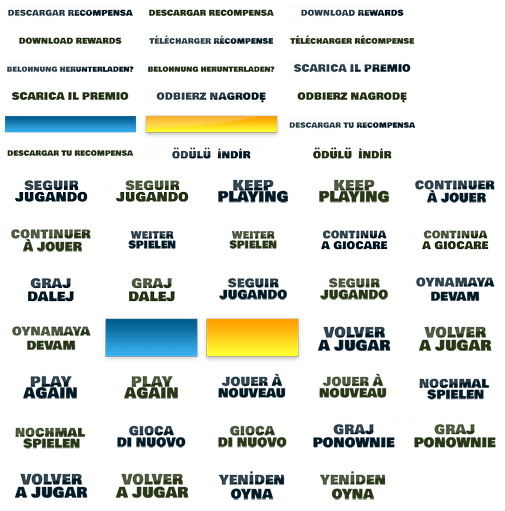 DESCARGAR RECOMPENSA
DESCARGAR RECOMPENSA
DOWNLOAD REWARDS
DOWNLOAD REWARDS
TÉLÉCHARGER RÉCOMPENSE
TÉLÉCHARGER RÉCOMPENSE
BELOHNUNG HERUNTERLADEN?
BELOHNUNG HERUNTERLADEN?
SCARICA IL PREMIO
SCARICA IL PREMIO
ODBIERZ NAGRODĘ
ODBIERZ NAGRODĘ
DESCARGAR TU RECOMPENSA
DESCARGAR TU RECOMPENSA
ÖDÜLÜ İNDİR
ÖDÜLÜ İNDİR
SEGUIR
JUGANDO
SEGUIR
JUGANDO
KEEP
PLAYING
KEEP
PLAYING
CONTINUER
À JOUER
CONTINUER
À JOUER
WEITER
SPIELEN
WEITER
SPIELEN
CONTINUA
A GIOCARE
CONTINUA
A GIOCARE
GRAJ
DALEJ
GRAJ
DALEJ
SEGUIR
JUGANDO
SEGUIR
JUGANDO
OYNAMAYA
DEVAM
OYNAMAYA
DEVAM
VOLVER
A JUGAR
VOLVER
A JUGAR
PLAY
AGAIN
PLAY
AGAIN
JOUER À
NOUVEAU
JOUER À
NOUVEAU
NOCHMAL
SPIELEN
NOCHMAL
SPIELEN
GIOCA
DI NUOVO
GIOCA
DI NUOVO
GRAJ
PONOWNIE
GRAJ
PONOWNIE
VOLVER
A JUGAR
VOLVER
A JUGAR
YENİDEN
OYNA
YENİDEN
OYNA